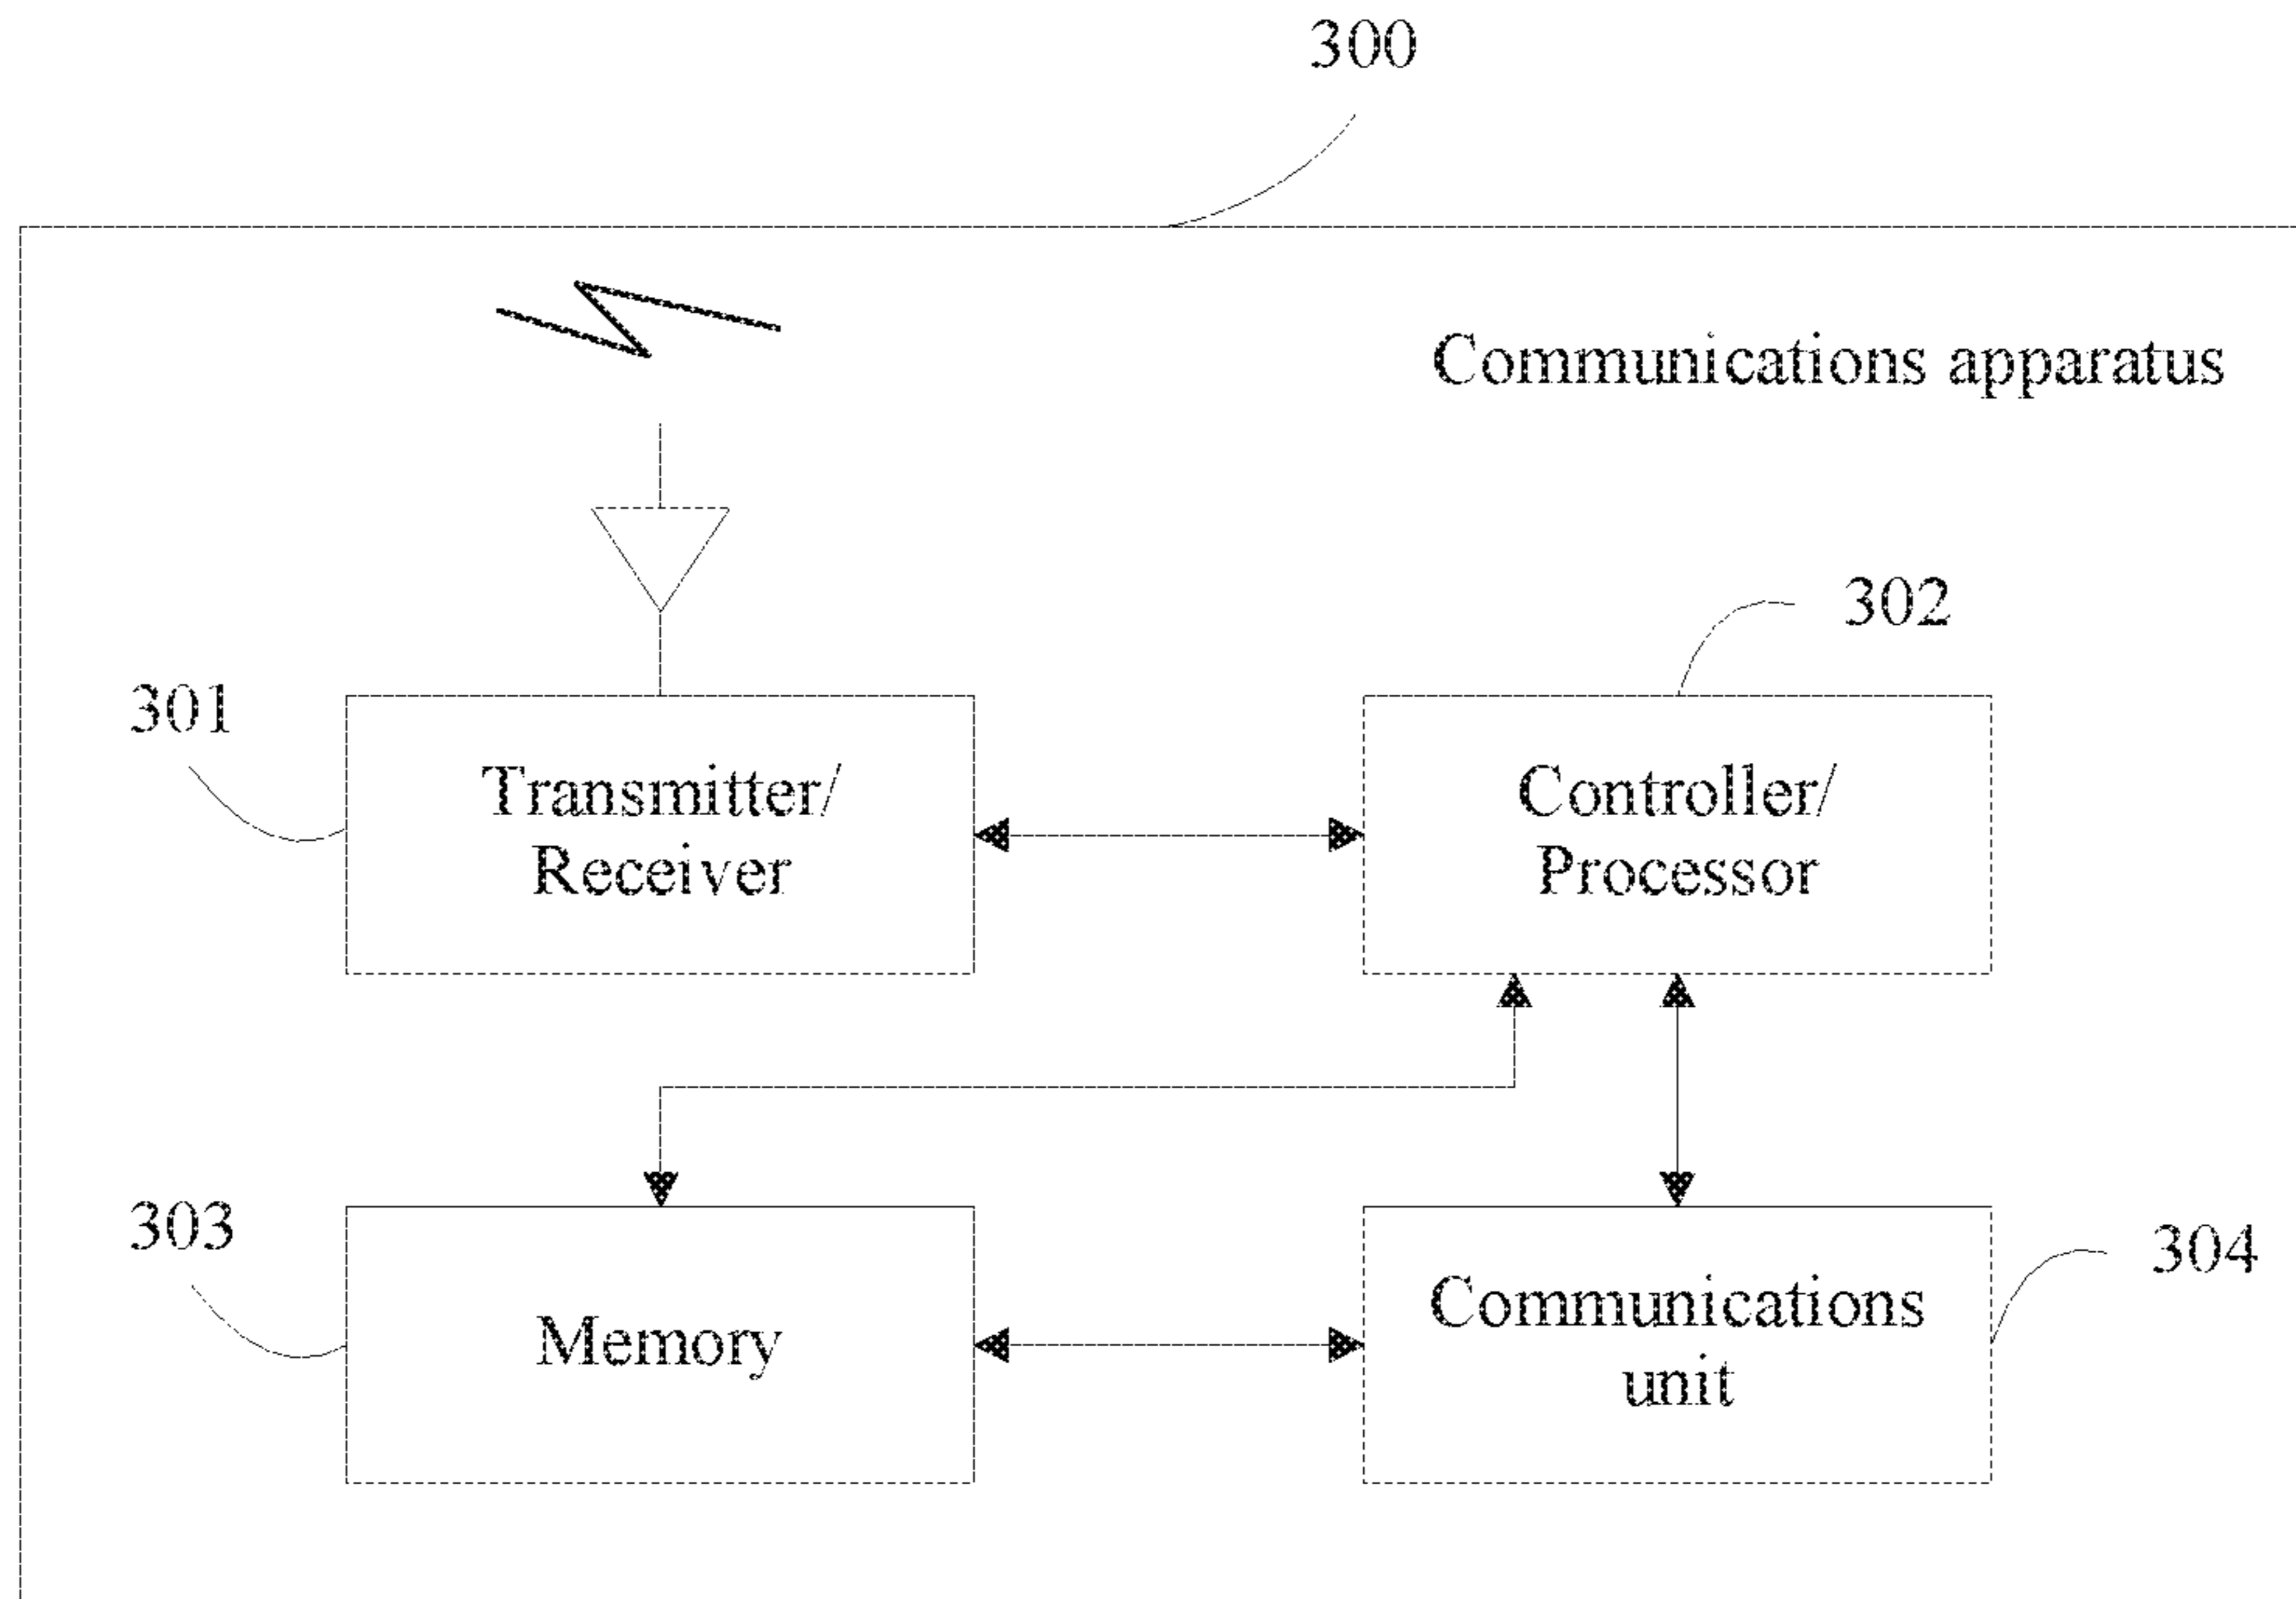 300
Communications apparatus
302
301
Transmitter/
Receiver
Controller/
Processor
303
304
Memory
Communications
unit